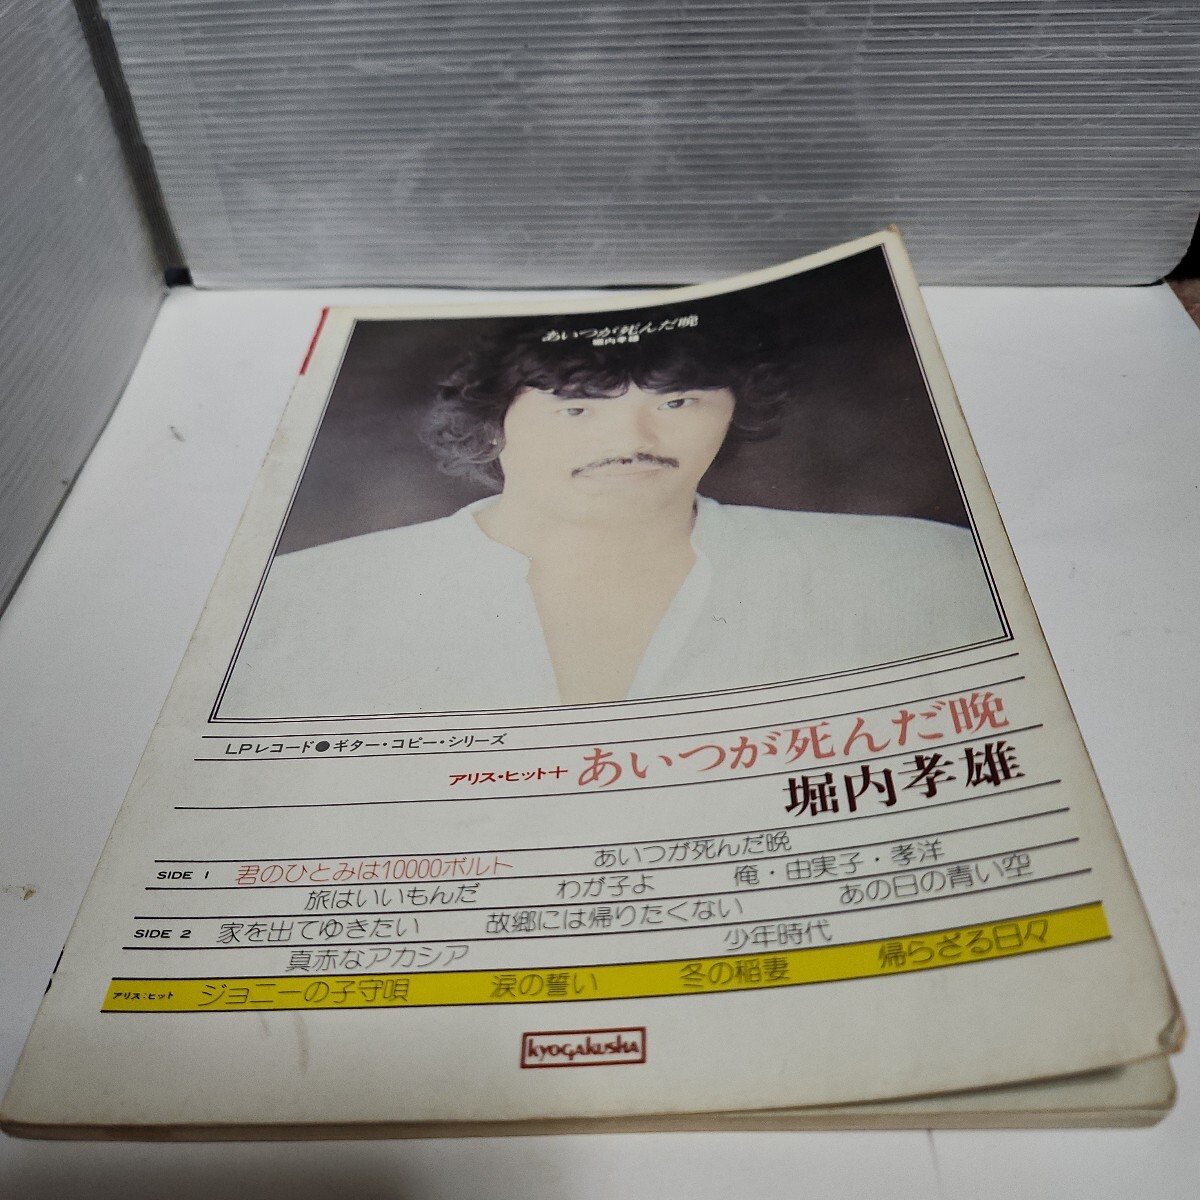 あいつが死んだ晩
堀内孝雄
LPレコード●ギター・コピー・シリーズ
アリス・ヒット+ あいつが死んだ晩
堀内孝雄
SIDE 1 君のひとみは10000ボルト あいつが死んだ晩
旅はいいもんだ わが子よ 俺・由実子・孝洋
SIDE 2 家を出てゆきたい 故郷には帰りたくない あの日の青い空
真赤なアカシア 少年時代
アリス・ヒット ジョニーの子守唄 涙の誓い 冬の稲妻 帰らざる日々
kyogakusha